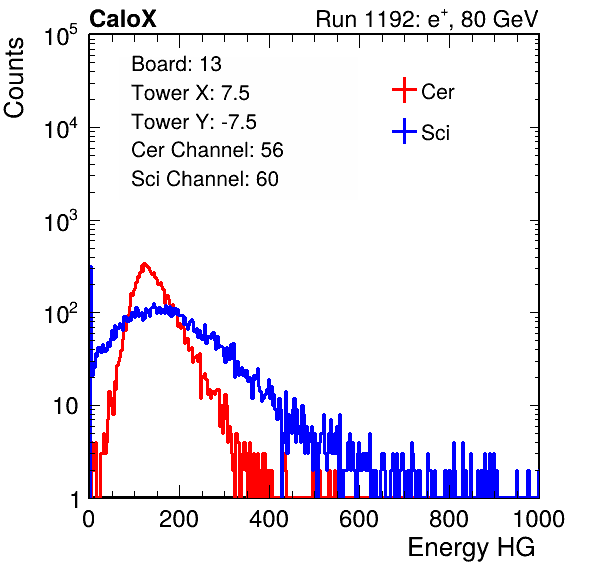 CaloX Run 1192: e⁺, 80 GeV
Counts
10⁵
10⁴
10³
10²
10
1
Board: 13
Tower X: 7.5
Tower Y: -7.5
Cer Channel: 56
Sci Channel: 60
Cer
Sci
0 200 400 600 800 1000
Energy HG